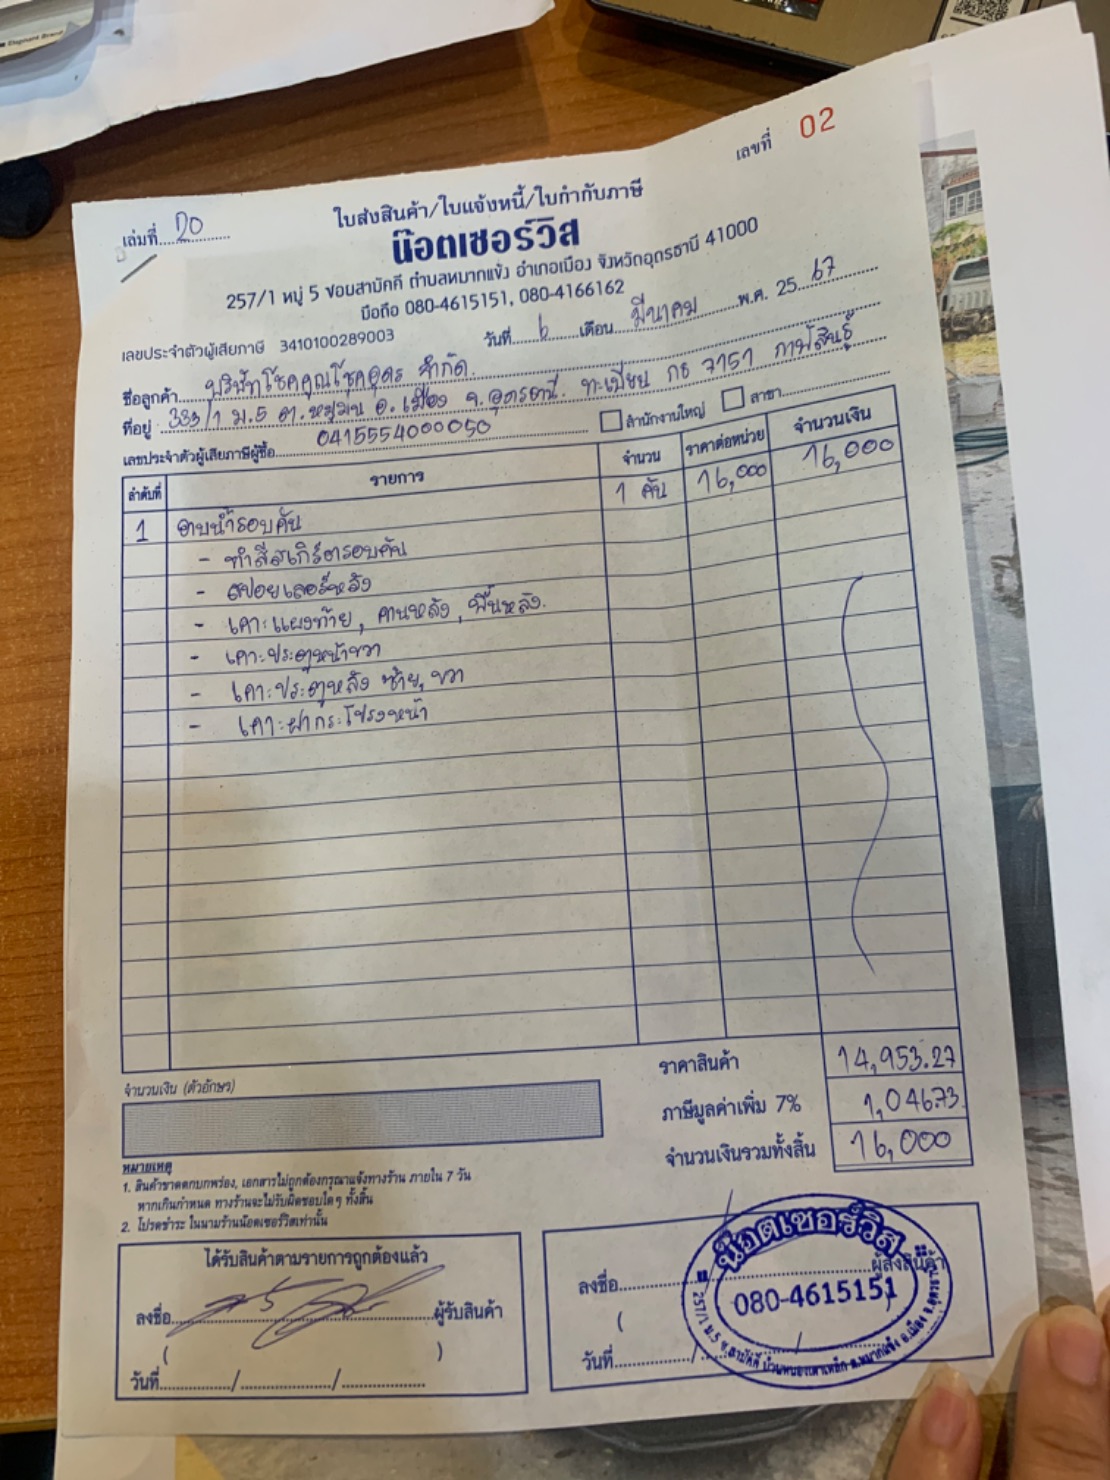 Elephant Brand
เลขที่ 02
เล่มที่ 20
ใบส่งสินค้า/ใบแจ้งหนี้/ใบกำกับภาษี
น๊อตเซอร์วิส
257/1 หมู่ 5 ซอยสามัคคี ตำบลหมากแข้ง อำเภอเมือง จังหวัดอุดรธานี 41000
มือถือ 080-4615151, 080-4166162
เลขประจำตัวผู้เสียภาษี 3410100289003
วันที่ 6 เดือน มีนาคม พ.ศ. 25 67
ชื่อลูกค้า บริษัทโชคคูณโชคอุดร จำกัด
ที่อยู่ 383/1 ม.5 ต.หมูม่น อ.เมือง จ.อุดรธานี. ทะเบียน กธ 7151 กาฬสินธุ์
เลขประจำตัวผู้เสียภาษีผู้ซื้อ 0415554000050 สำนักงานใหญ่ สาขา
ลำดับที่ รายการ จำนวน ราคาต่อหน่วย จำนวนเงิน
1 อาบน้ำรอบคัน 1 คัน 16,000 16,000
- ทำสีสเกิร์ตรอบคัน
- สปอยเลอร์หลัง
- เคาะแผงท้าย, คานหลัง, พื้นหลัง.
- เคาะประตูหน้าขวา
- เคาะประตูหลัง ซ้าย, ขวา
- เคาะฝากระโปรงหน้า
ราคาสินค้า 14,953.27
จำนวนเงิน (ตัวอักษร)
ภาษีมูลค่าเพิ่ม 7% 1,046.73
จำนวนเงินรวมทั้งสิ้น 16,000
หมายเหตุ
1. สินค้าขาดตกบกพร่อง, เอกสารไม่ถูกต้องกรุณาแจ้งทางร้าน ภายใน 7 วัน
หากเกินกำหนด ทางร้านจะไม่รับผิดชอบใดๆ ทั้งสิ้น
2. โปรดชำระ ในนามร้านน๊อตเซอร์วิสเท่านั้น
ได้รับสินค้าตามรายการถูกต้องแล้ว
ลงชื่อ ผู้รับสินค้า
( )
วันที่ / /
ลงชื่อ ผู้ส่งสินค้า
(
วันที่ / /
น๊อตเซอร์วิส
080-4615151